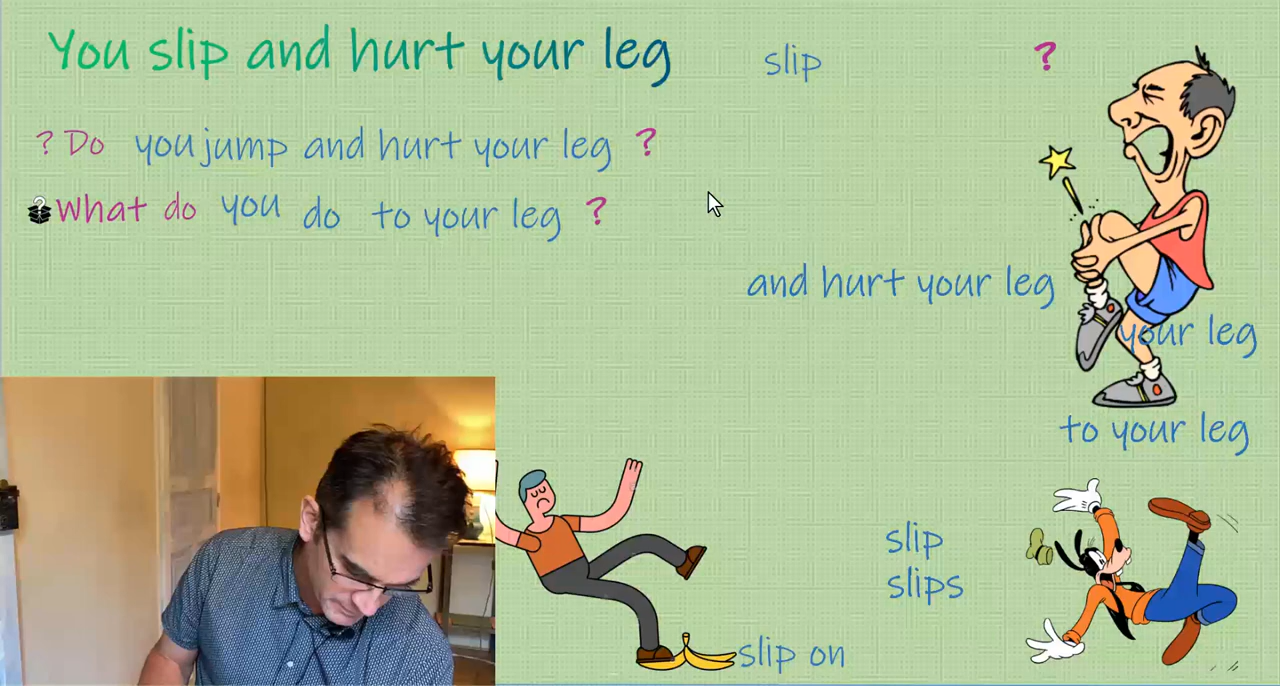 You slip and hurt your leg
slip ?
? Do you jump and hurt your leg ?
? What do you do to your leg ?
and hurt your leg
your leg
to your leg
slip
slips
slip on